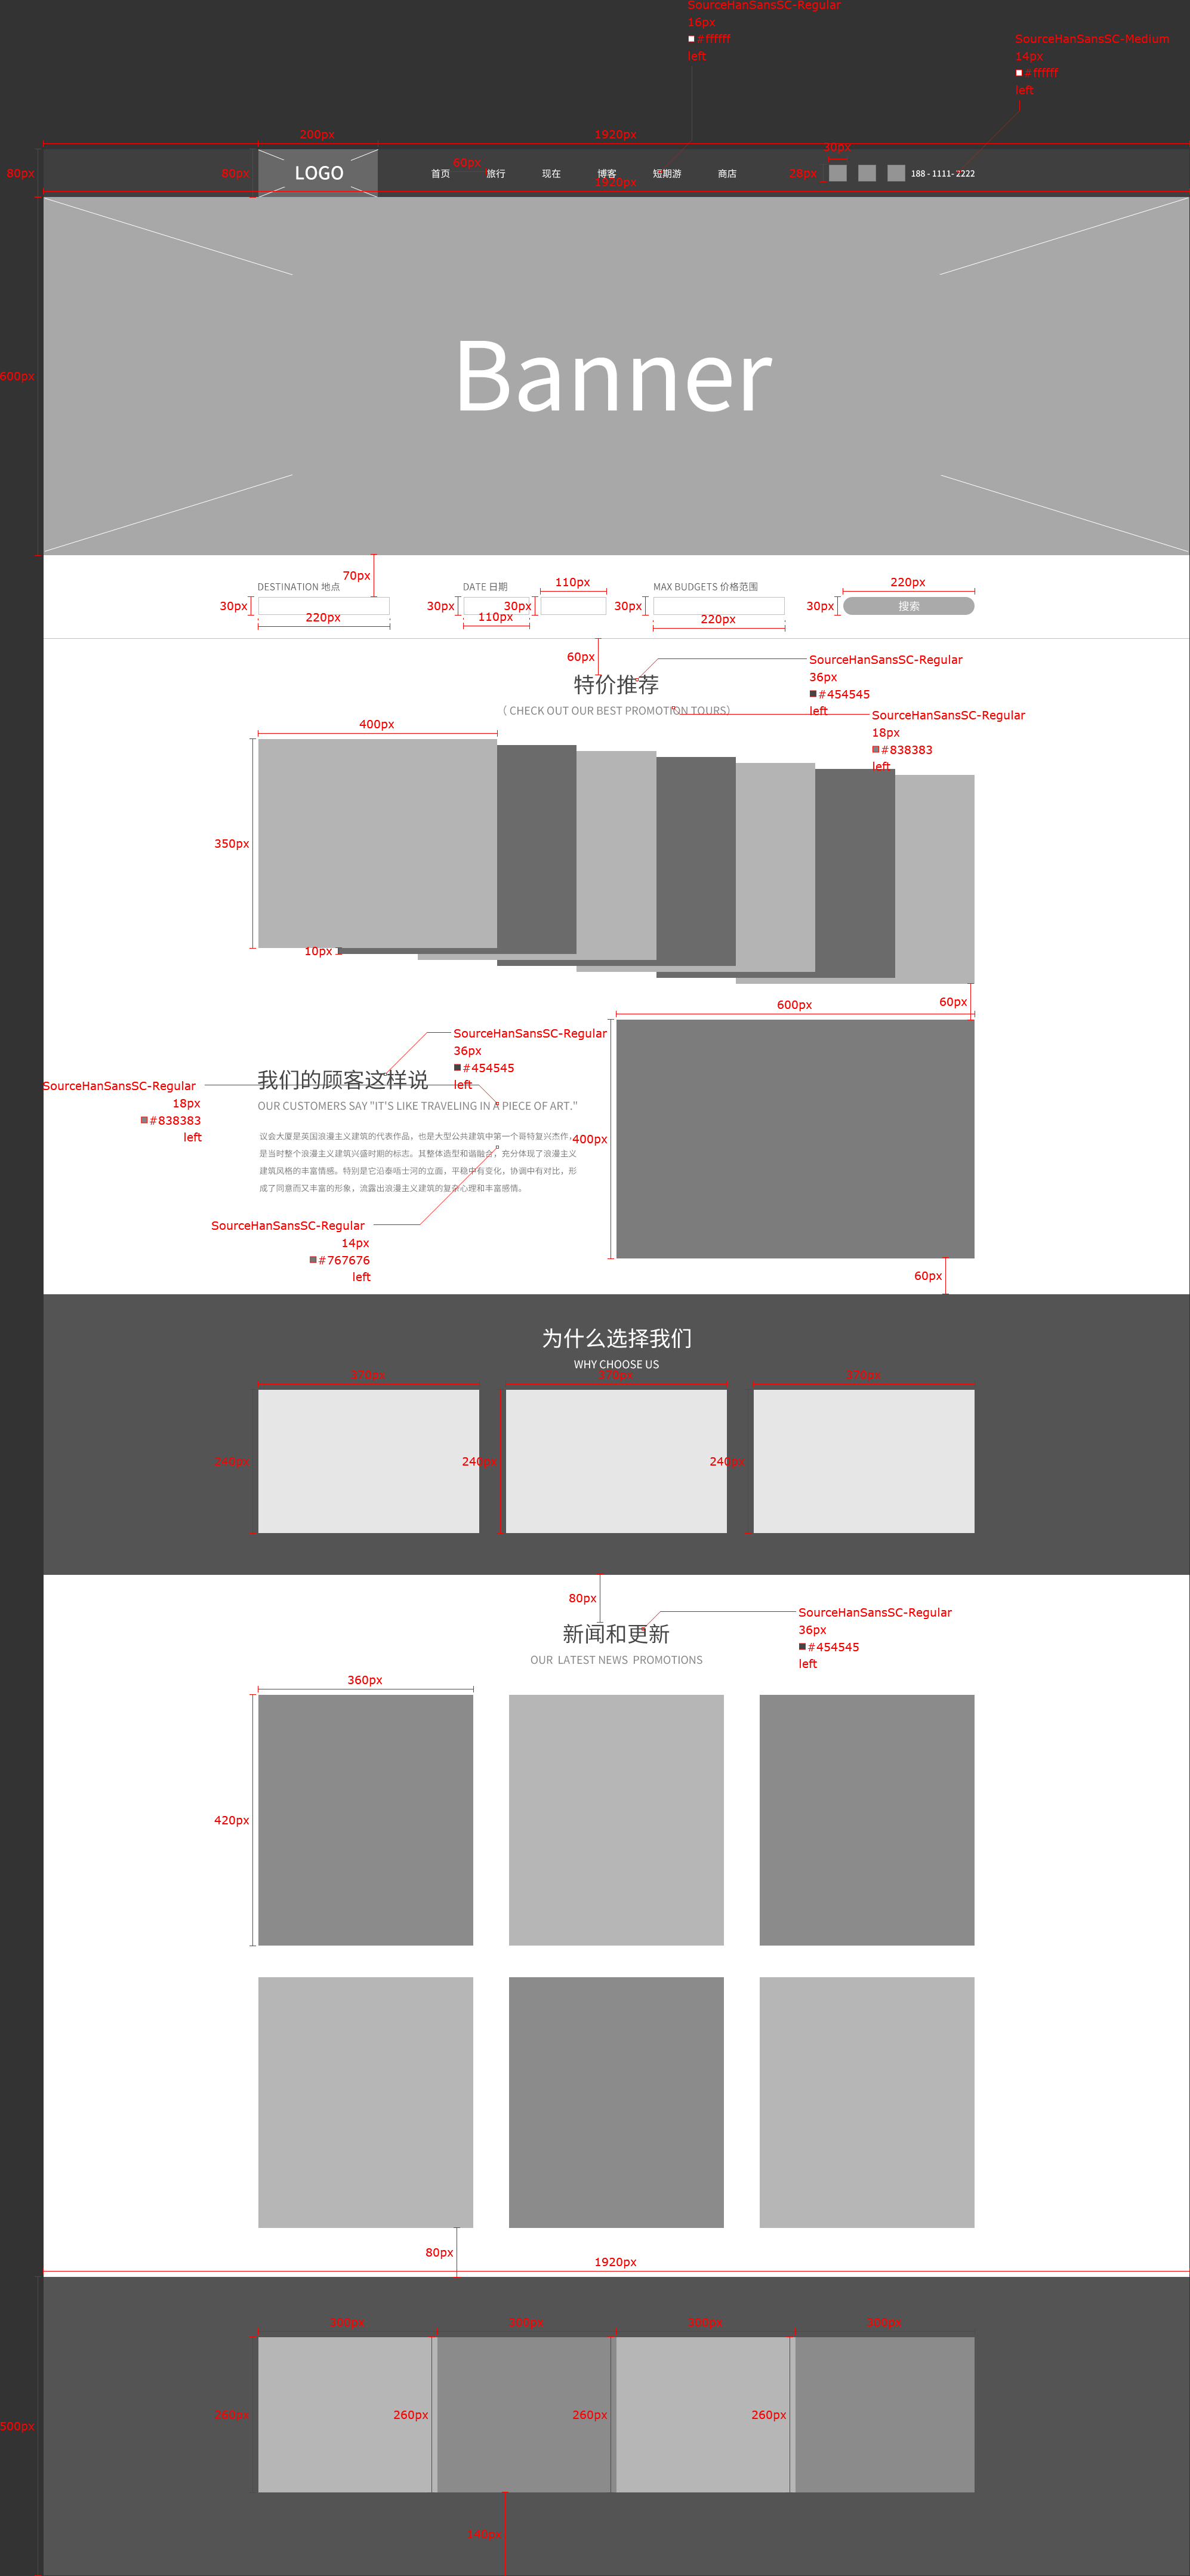 SourceHanSansSC-Regular
16px
#ffffff
left
SourceHanSansSC-Medium
14px
#ffffff
left
200px
1920px
30px
80px
80px
LOGO
60px
首页
旅行
现在
博客
短期游
商店
1920px
28px
188 - 1111- 2222
600px
Banner
70px
DESTINATION 地点
DATE 日期
110px
MAX BUDGETS 价格范围
220px
30px
30px
30px
30px
30px
搜索
220px
110px
220px
60px
特价推荐
SourceHanSansSC-Regular
36px
#454545
left
( CHECK OUT OUR BEST PROMOTION TOURS)
SourceHanSansSC-Regular
18px
#838383
left
400px
350px
10px
60px
600px
SourceHanSansSC-Regular
36px
#454545
left
我们的顾客这样说
SourceHanSansSC-Regular
18px
#838383
left
OUR CUSTOMERS SAY "IT'S LIKE TRAVELING IN A PIECE OF ART."
议会大厦是英国浪漫主义建筑的代表作品，也是大型公共建筑中第一个哥特复兴杰作，
是当时整个浪漫主义建筑兴盛时期的标志。其整体造型和谐融合，充分体现了浪漫主义
建筑风格的丰富情感。特别是它沿泰晤士河的立面，平稳中有变化，协调中有对比，形
成了同意而又丰富的形象，流露出浪漫主义建筑的复杂心理和丰富感情。
400px
SourceHanSansSC-Regular
14px
#767676
left
60px
为什么选择我们
WHY CHOOSE US
370px
370px
370px
240px
240px
240px
80px
新闻和更新
SourceHanSansSC-Regular
36px
#454545
left
OUR LATEST NEWS PROMOTIONS
360px
420px
80px
1920px
300px
300px
300px
300px
260px
260px
260px
260px
500px
140px